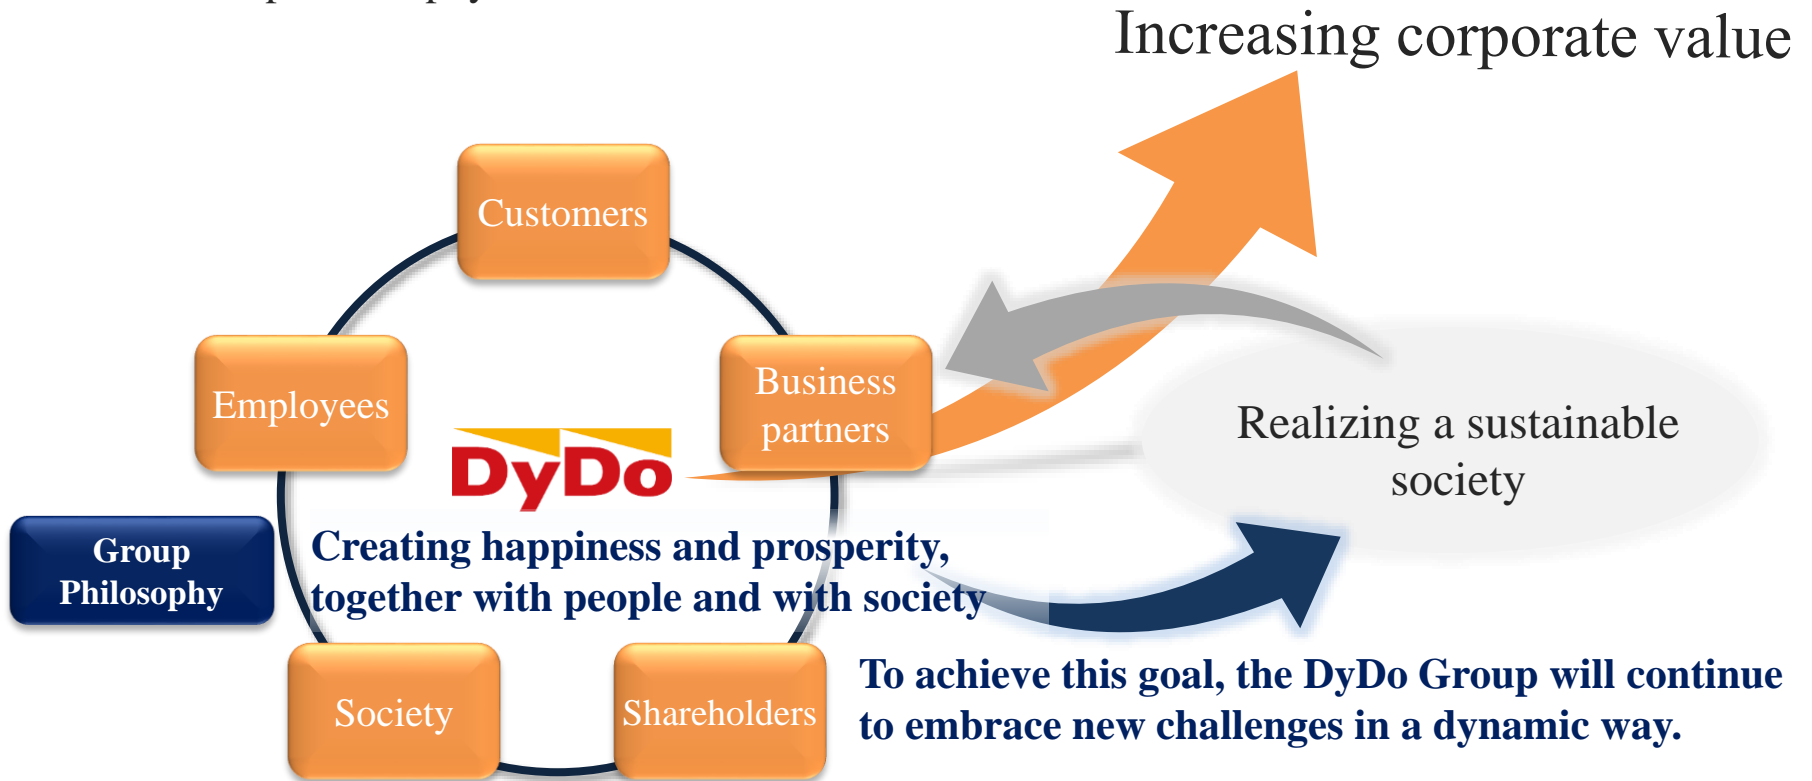 Increasing corporate value
Customers
Employees
Business
partners
DyDo
Realizing a sustainable
society
Group
Philosophy
Creating happiness and prosperity,
together with people and with society
Society
Shareholders
To achieve this goal, the DyDo Group will continue
to embrace new challenges in a dynamic way.